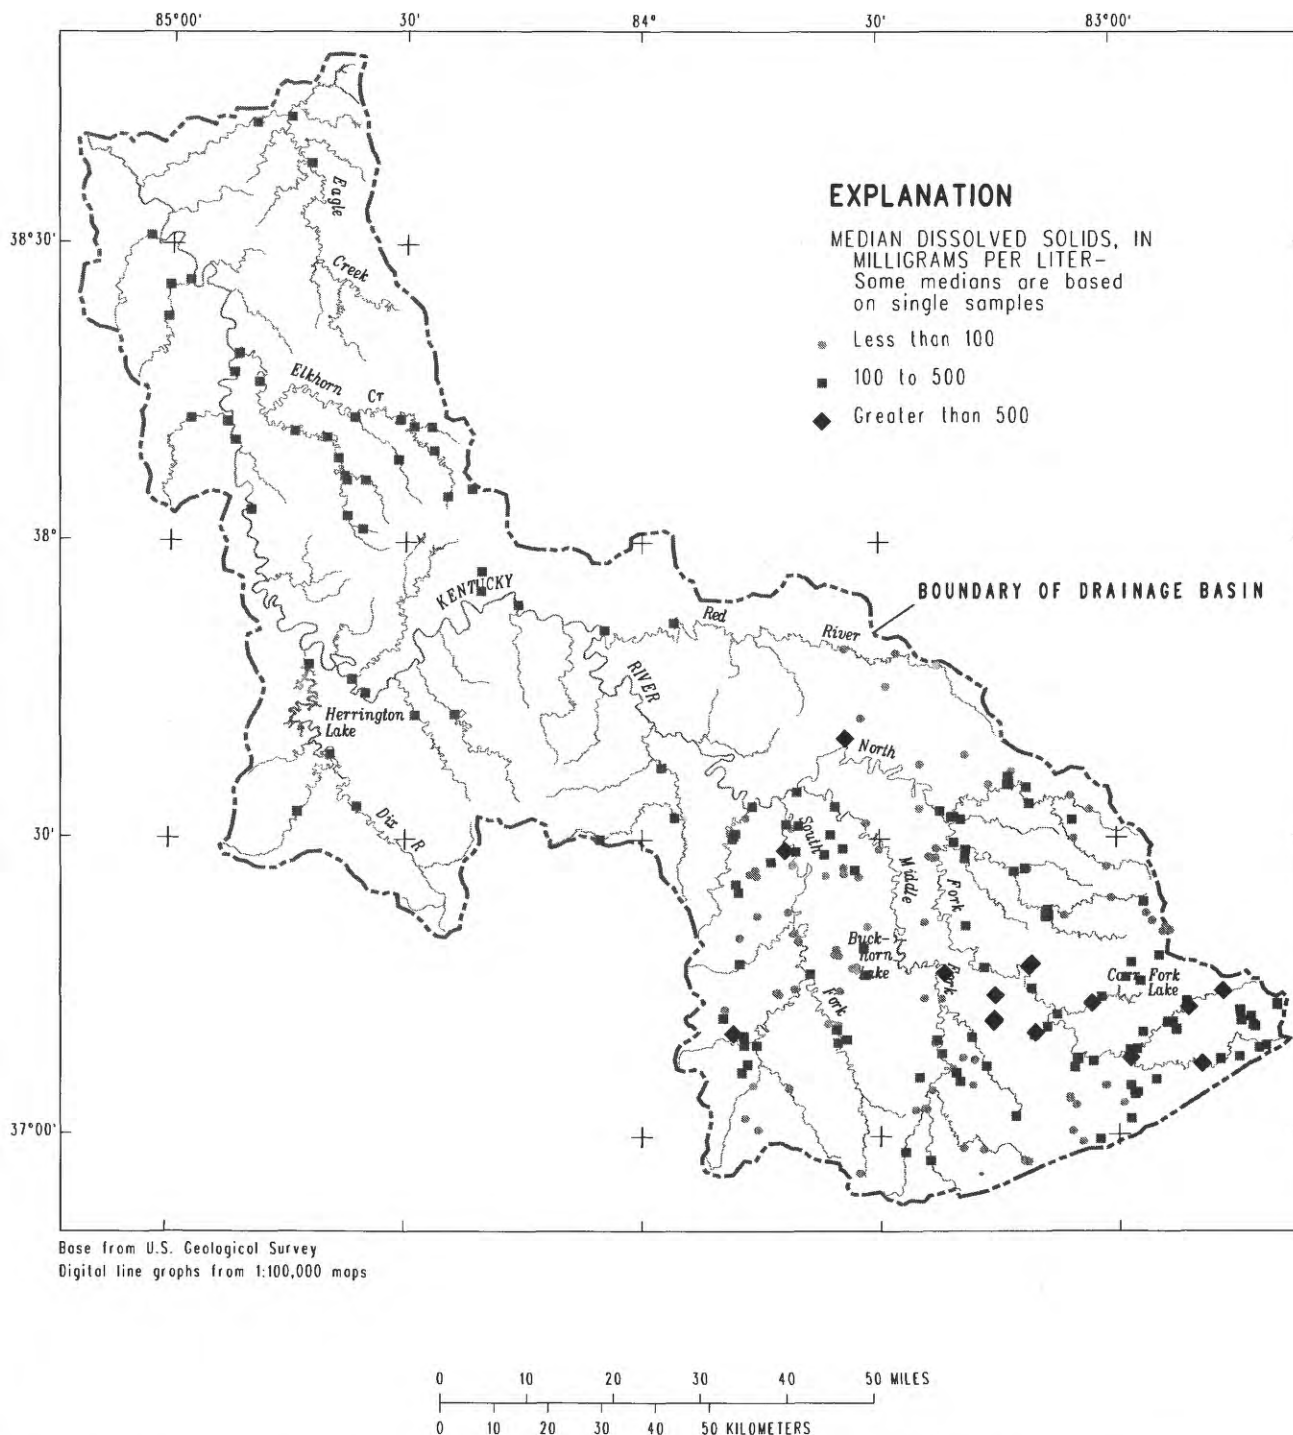 85°00'
30'
84°
30'
83°00'
38°30'
38°
30'
37°00'
EXPLANATION
MEDIAN DISSOLVED SOLIDS, IN
MILLIGRAMS PER LITER–
Some medians are based
on single samples
Less than 100
100 to 500
Greater than 500
BOUNDARY OF DRAINAGE BASIN
Eagle
Creek
Elkhorn
Cr
KENTUCKY
RIVER
Red
River
Herrington
Lake
Dix R
North
Fork
Fork
South
Fork
Middle
Buck-
horn
Lake
Carr Fork
Lake
Base from U.S. Geological Survey
Digital line graphs from 1:100,000 maps
0 10 20 30 40 50 MILES
0 10 20 30 40 50 KILOMETERS